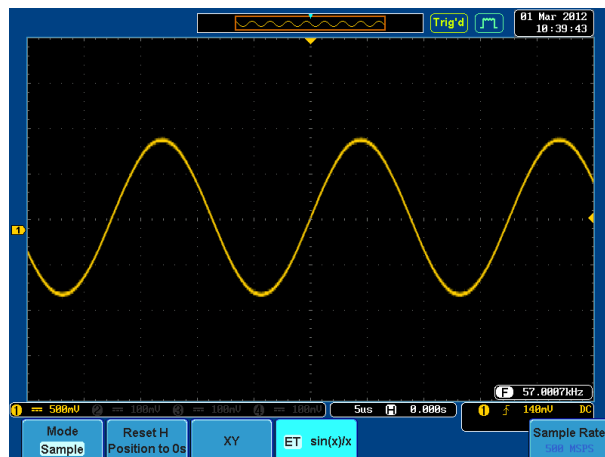 Trig'd
01 Mar 2012
10:39:43
1
F 57.0007kHz
1 500mV 2 100mV 3 100mV 4 100mV 5us H 0.000s 1 140mV DC
Mode
Sample
Reset H
Position to 0s
XY
ET sin(x)/x
Sample Rate
500 MSPS